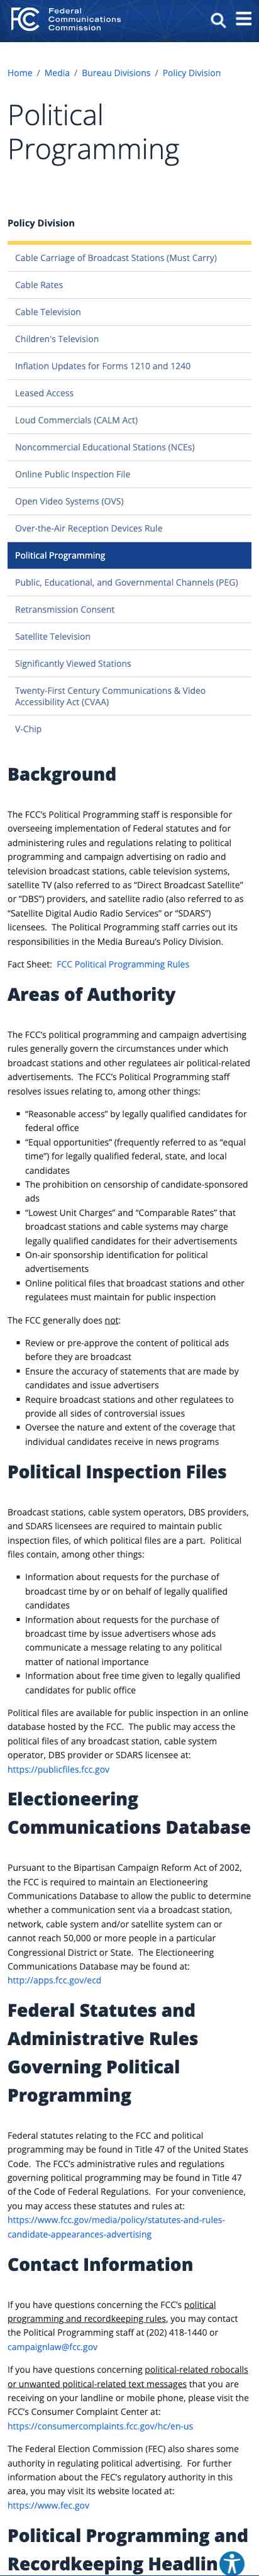 Federal
Communications
Commission
Home / Media / Bureau Divisions / Policy Division
Political
Programming
Policy Division
Cable Carriage of Broadcast Stations (Must Carry)
Cable Rates
Cable Television
Children's Television
Inflation Updates for Forms 1210 and 1240
Leased Access
Loud Commercials (CALM Act)
Noncommercial Educational Stations (NCEs)
Online Public Inspection File
Open Video Systems (OVS)
Over-the-Air Reception Devices Rule
Political Programming
Public, Educational, and Governmental Channels (PEG)
Retransmission Consent
Satellite Television
Significantly Viewed Stations
Twenty-First Century Communications & Video
Accessibility Act (CVAA)
V-Chip
Background
The FCC's Political Programming staff is responsible for
overseeing implementation of Federal statutes and for
administering rules and regulations relating to political
programming and campaign advertising on radio and
television broadcast stations, cable television systems,
satellite TV (also referred to as “Direct Broadcast Satellite”
or “DBS”) providers, and satellite radio (also referred to as
“Satellite Digital Audio Radio Services” or “SDARS”)
licensees.  The Political Programming staff carries out its
responsibilities in the Media Bureau's Policy Division.
Fact Sheet:  FCC Political Programming Rules
Areas of Authority
The FCC's political programming and campaign advertising
rules generally govern the circumstances under which
broadcast stations and other regulatees air political-related
advertisements.  The FCC's Political Programming staff
resolves issues relating to, among other things:
▪ “Reasonable access” by legally qualified candidates for
federal office
▪ “Equal opportunities” (frequently referred to as “equal
time”) for legally qualified federal, state, and local
candidates
▪ The prohibition on censorship of candidate-sponsored
ads
▪ “Lowest Unit Charges” and “Comparable Rates” that
broadcast stations and cable systems may charge
legally qualified candidates for their advertisements
▪ On-air sponsorship identification for political
advertisements
▪ Online political files that broadcast stations and other
regulatees must maintain for public inspection
The FCC generally does not:
▪ Review or pre-approve the content of political ads
before they are broadcast
▪ Ensure the accuracy of statements that are made by
candidates and issue advertisers
▪ Require broadcast stations and other regulatees to
provide all sides of controversial issues
▪ Oversee the nature and extent of the coverage that
individual candidates receive in news programs
Political Inspection Files
Broadcast stations, cable system operators, DBS providers,
and SDARS licensees are required to maintain public
inspection files, of which political files are a part.  Political
files contain, among other things:
▪ Information about requests for the purchase of
broadcast time by or on behalf of legally qualified
candidates
▪ Information about requests for the purchase of
broadcast time by issue advertisers whose ads
communicate a message relating to any political
matter of national importance
▪ Information about free time given to legally qualified
candidates for public office
Political files are available for public inspection in an online
database hosted by the FCC.  The public may access the
political files of any broadcast station, cable system
operator, DBS provider or SDARS licensee at:
https://publicfiles.fcc.gov
Electioneering
Communications Database
Pursuant to the Bipartisan Campaign Reform Act of 2002,
the FCC is required to maintain an Electioneering
Communications Database to allow the public to determine
whether a communication sent via a broadcast station,
network, cable system and/or satellite system can or
cannot reach 50,000 or more people in a particular
Congressional District or State.  The Electioneering
Communications Database may be found at:
http://apps.fcc.gov/ecd
Federal Statutes and
Administrative Rules
Governing Political
Programming
Federal statutes relating to the FCC and political
programming may be found in Title 47 of the United States
Code.  The FCC's administrative rules and regulations
governing political programming may be found in Title 47
of the Code of Federal Regulations.  For your convenience,
you may access these statutes and rules at:
https://www.fcc.gov/media/policy/statutes-and-rules-
candidate-appearances-advertising
Contact Information
If you have questions concerning the FCC's political
programming and recordkeeping rules, you may contact
the Political Programming staff at (202) 418-1440 or
campaignlaw@fcc.gov
If you have questions concerning political-related robocalls
or unwanted political-related text messages that you are
receiving on your landline or mobile phone, please visit the
FCC's Consumer Complaint Center at:
https://consumercomplaints.fcc.gov/hc/en-us
The Federal Election Commission (FEC) also shares some
authority in regulating political advertising.  For further
information about the FEC's regulatory authority in this
area, you may visit its website located at:
https://www.fec.gov
Political Programming and
Recordkeeping Headlin